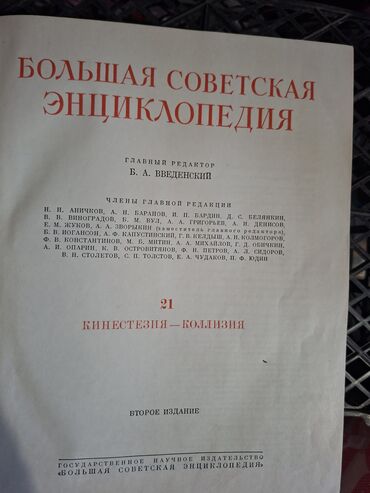 БОЛЬШАЯ СОВЕТСКАЯ
ЭНЦИКЛОПЕДИЯ
ГЛАВНЫЙ РЕДАКТОР
Б. А. ВВЕДЕНСКИЙ
ЧЛЕНЫ ГЛАВНОЙ РЕДАКЦИИ
Н. Н. АНИЧКОВ, А. Н. БАРАНОВ, И. П. БАРДИН, Д. С. БЕЛЯНКИН,
В. В. ВИНОГРАДОВ, Б. М. ВУЛ, А. А. ГРИГОРЬЕВ, А. И. ДЕНИСОВ,
Е. М. ЖУКОВ, А. А. ЗВОРЫКИН (заместитель главного редактора),
Б. В. ИОГАНСОН, А. Ф. КАПУСТИНСКИЙ, Г. В. КЕЛДЫШ, А. Н. КОЛМОГОРОВ,
Ф. В. КОНСТАНТИНОВ, М. Б. МИТИН, А. А. МИХАЙЛОВ, Г. Д. ОБИЧКИН,
А. И. ОПАРИН, К. В. ОСТРОВИТЯНОВ, Ф. Н. ПЕТРОВ, А. Л. СИДОРОВ,
В. Н. СТОЛЕТОВ, С. П. ТОЛСТОВ, Е. А. ЧУДАКОВ, П. Ф. ЮДИН
21
КИНЕСТЕЗИЯ — КОЛЛИЗИЯ
ВТОРОЕ ИЗДАНИЕ
ГОСУДАРСТВЕННОЕ НАУЧНОЕ ИЗДАТЕЛЬСТВО
«БОЛЬШАЯ СОВЕТСКАЯ ЭНЦИКЛОПЕДИЯ»